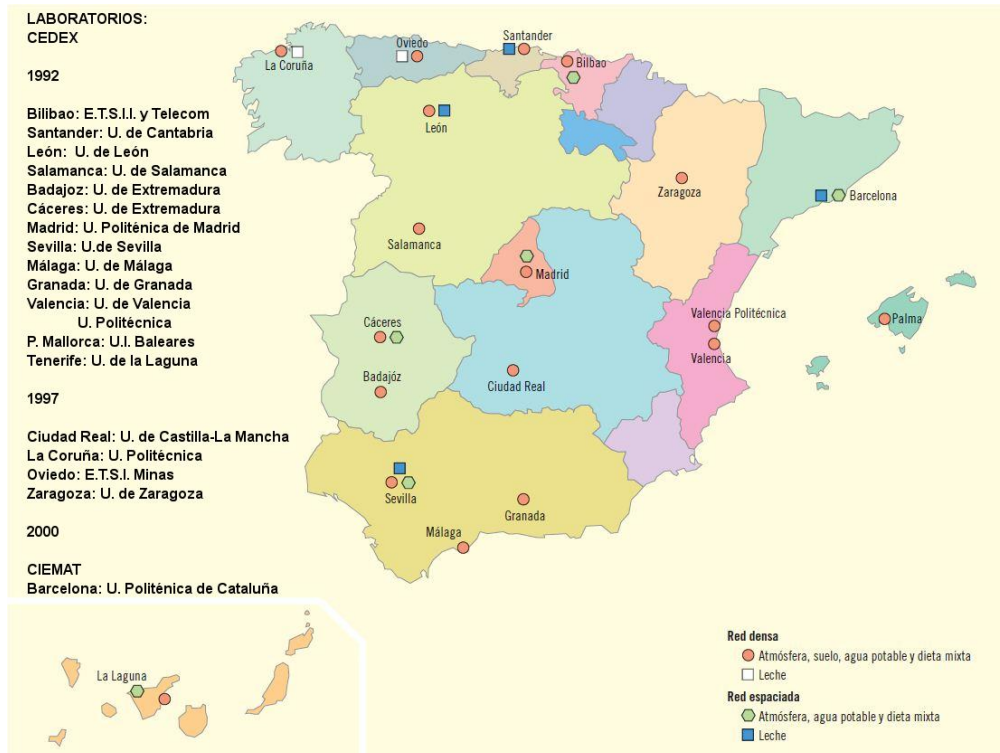 LABORATORIOS:
CEDEX
1992
Bilibao: E.T.S.I.I. y Telecom
Santander: U. de Cantabria
León: U. de León
Salamanca: U. de Salamanca
Badajoz: U. de Extremadura
Cáceres: U. de Extremadura
Madrid: U. Politénica de Madrid
Sevilla: U.de Sevilla
Málaga: U. de Málaga
Granada: U. de Granada
Valencia: U. de Valencia
U. Politécnica
P. Mallorca: U.I. Baleares
Tenerife: U. de la Laguna
1997
Ciudad Real: U. de Castilla-La Mancha
La Coruña: U. Politécnica
Oviedo: E.T.S.I. Minas
Zaragoza: U. de Zaragoza
2000
CIEMAT
Barcelona: U. Politénica de Cataluña
La Coruña
Oviedo
Santander
Bilbao
León
Zaragoza
Barcelona
Salamanca
Madrid
Valencia Politécnica
Valencia
Palma
Cáceres
Badajóz
Ciudad Real
Sevilla
Granada
Málaga
La Laguna
Red densa
Atmósfera, suelo, agua potable y dieta mixta
Leche
Red espaciada
Atmósfera, agua potable y dieta mixta
Leche